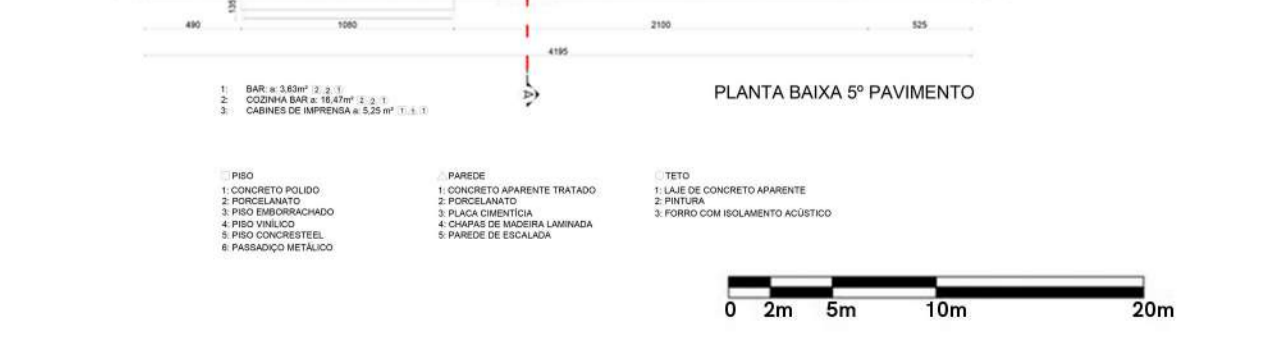 135
490 1080 2100 525
4195
1: BAR: a: 3,63m² 2 2 1
2: COZINHA BAR a: 16,47m² 2 2 1
3: CABINES DE IMPRENSA a: 5,25 m² 1 5 1
A
PLANTA BAIXA 5º PAVIMENTO
PISO
1: CONCRETO POLIDO
2: PORCELANATO
3: PISO EMBORRACHADO
4: PISO VINÍLICO
5: PISO CONCRESTEEL
6: PASSADIÇO METÁLICO
PAREDE
1: CONCRETO APARENTE TRATADO
2: PORCELANATO
3: PLACA CIMENTÍCIA
4: CHAPAS DE MADEIRA LAMINADA
5: PAREDE DE ESCALADA
TETO
1: LAJE DE CONCRETO APARENTE
2: PINTURA
3: FORRO COM ISOLAMENTO ACÚSTICO
0 2m 5m 10m 20m